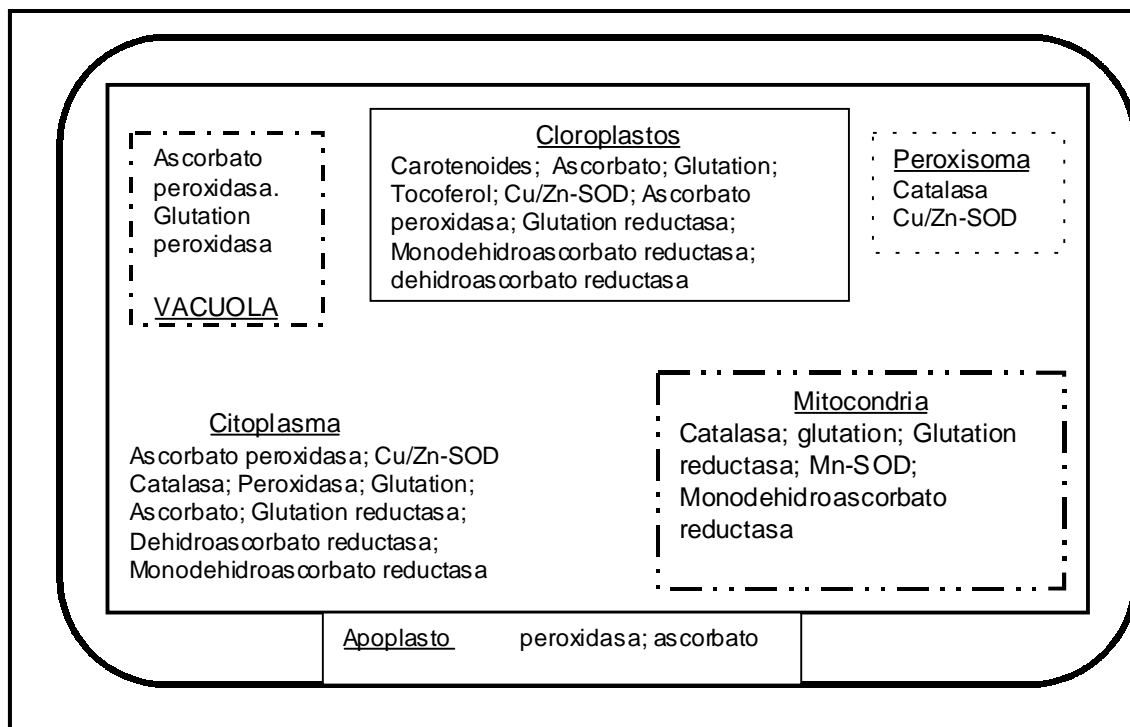 Ascorbato
peroxidasa.
Glutation
peroxidasa
VACUOLA
Cloroplastos
Carotenoides; Ascorbato; Glutation;
Tocoferol; Cu/Zn-SOD; Ascorbato
peroxidasa; Glutation reductasa;
Monodehidroascorbato reductasa;
dehidroascorbato reductasa
Peroxisoma
Catalasa
Cu/Zn-SOD
Citoplasma
Ascorbato peroxidasa; Cu/Zn-SOD
Catalasa; Peroxidasa; Glutation;
Ascorbato; Glutation reductasa;
Dehidroascorbato reductasa;
Monodehidroascorbato reductasa
Mitocondria
Catalasa; glutation; Glutation
reductasa; Mn-SOD;
Monodehidroascorbato
reductasa
Apoplasto peroxidasa; ascorbato